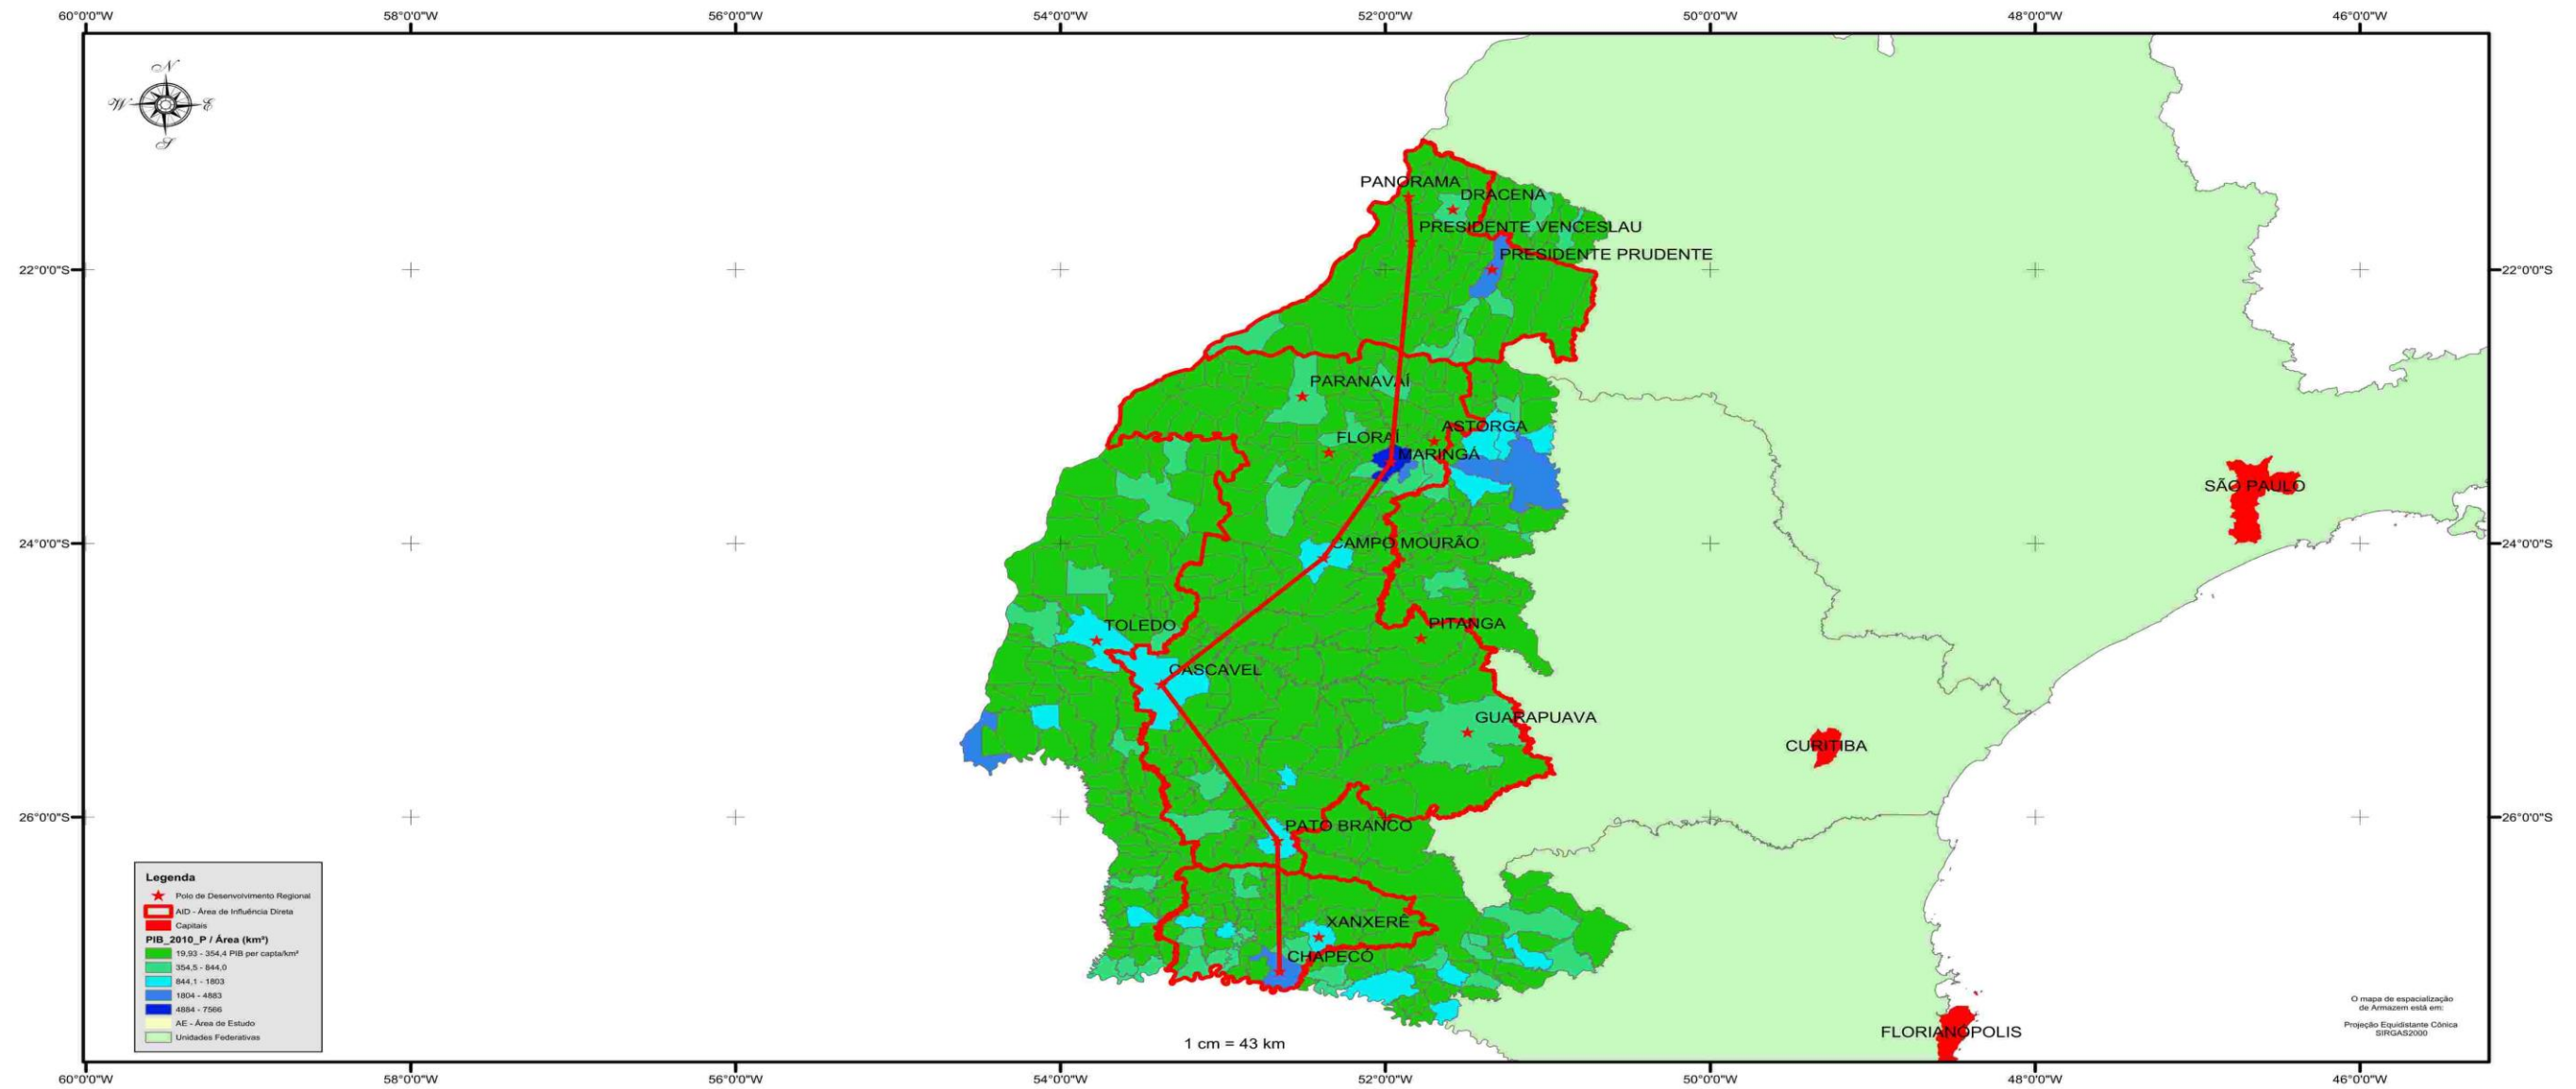 60°0'0"W 58°0'0"W 56°0'0"W 54°0'0"W 52°0'0"W 50°0'0"W 48°0'0"W 46°0'0"W
N
W E
S
PANORAMA
DRACENA
PRESIDENTE VENCESLAU
PRESIDENTE PRUDENTE
22°0'0"S 22°0'0"S
PARANAVAÍ
ASTORGA
FLORAÍ
MARINGÁ
SÃO PAULO
24°0'0"S CAMPO MOURÃO 24°0'0"S
PITANGA
TOLEDO
CASCAVEL
GUARAPUAVA
CURITIBA
26°0'0"S 26°0'0"S
PATO BRANCO
XANXERÊ
CHAPECÓ
FLORIANÓPOLIS
Legenda
Polo de Desenvolvimento Regional
AID - Área de Influência Direta
Capitais
PIB_2010_P / Área (km²)
19,93 - 354,4 PIB per capta/km²
354,5 - 844,0
844,1 - 1803
1804 - 4883
4884 - 7566
AE - Área de Estudo
Unidades Federativas
1 cm = 43 km
O mapa de espacialização
de Armazem está em:
Projeção Equidistante Cônica
SIRGAS2000
60°0'0"W 58°0'0"W 56°0'0"W 54°0'0"W 52°0'0"W 50°0'0"W 48°0'0"W 46°0'0"W